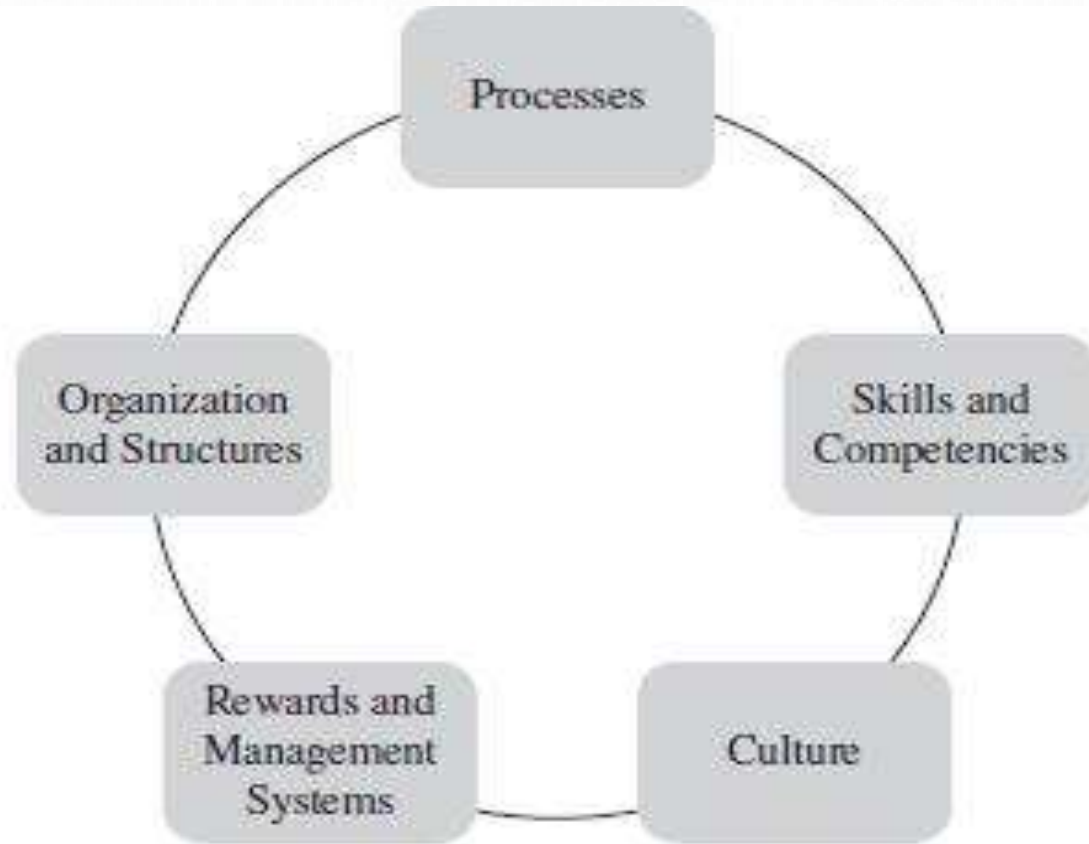 Processes
Organization
and Structures
Skills and
Competencies
Rewards and
Management
Systems
Culture